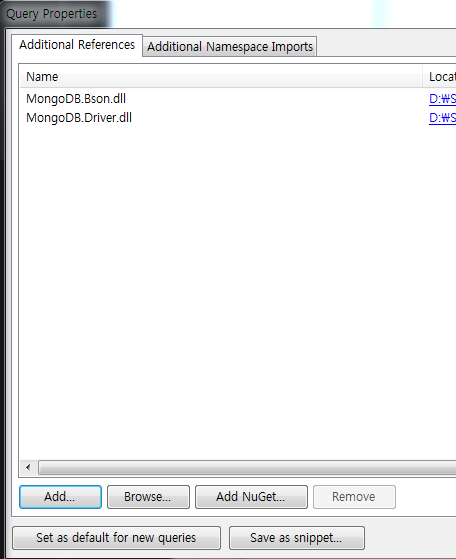 Query Properties
Additional References
Additional Namespace Imports
Name
Locat
MongoDB.Bson.dll
D:₩S
MongoDB.Driver.dll
D:₩S
Add...
Browse...
Add NuGet...
Remove
Set as default for new queries
Save as snippet...